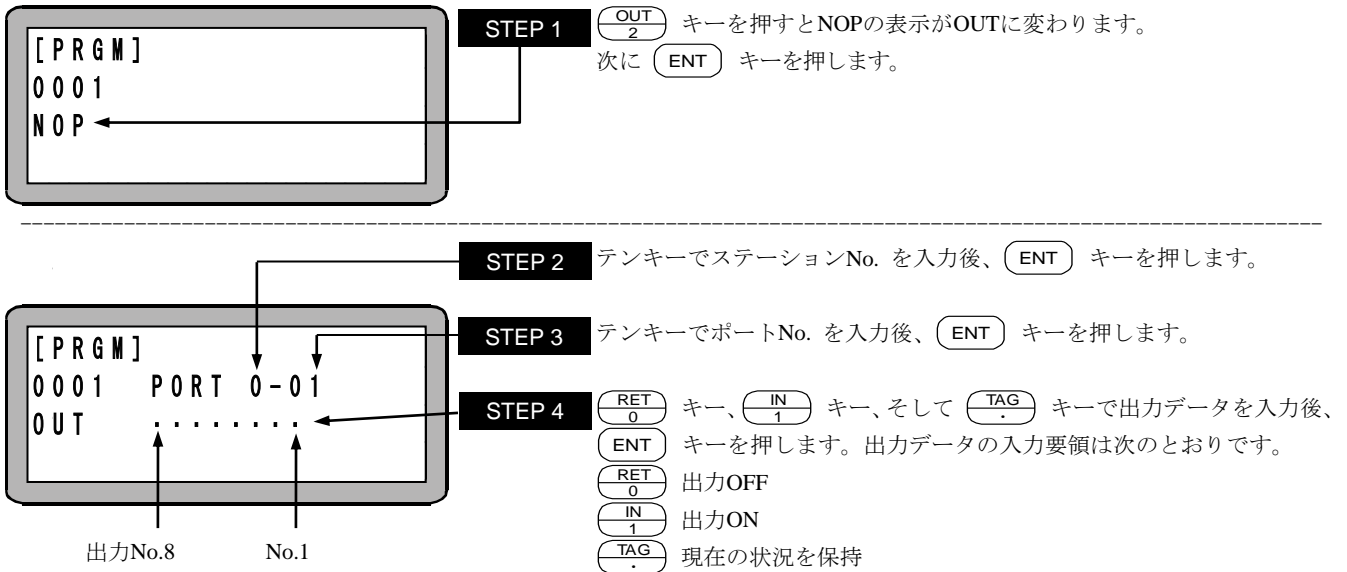 [PRGM]
0001
NOP
STEP 1
OUT
2
キーを押すとNOPの表示がOUTに変わります。
次に ENT キーを押します。
STEP 2
テンキーでステーションNo. を入力後、 ENT キーを押します。
STEP 3
テンキーでポートNo. を入力後、 ENT キーを押します。
[PRGM]
0001 PORT 0-01
OUT ........
出力No.8 No.1
STEP 4
RET
0
キー、
IN
1
キー、そして
TAG
.
キーで出力データを入力後、
ENT キーを押します。出力データの入力要領は次のとおりです。
RET
0
出力OFF
IN
1
出力ON
TAG
.
現在の状況を保持